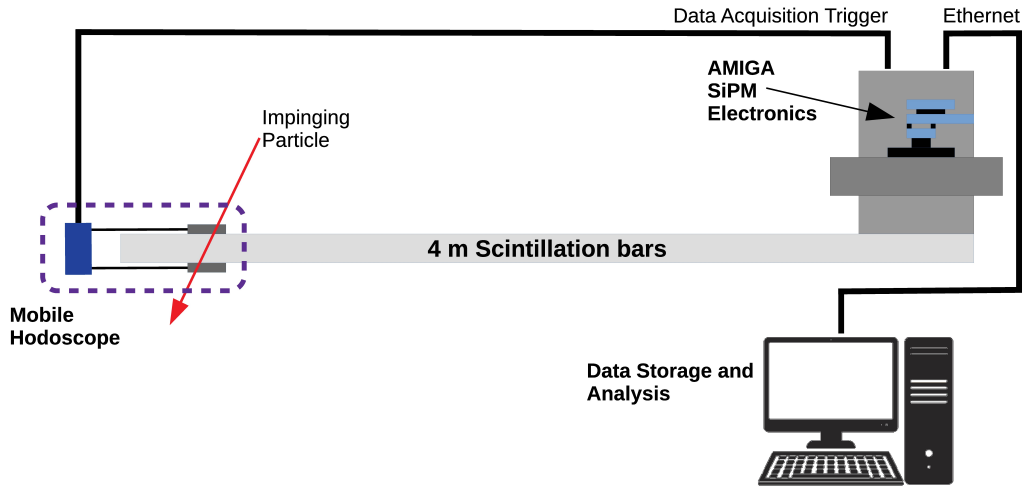 Data Acquisition Trigger
Ethernet
AMIGA
SiPM
Electronics
Impinging
Particle
4 m Scintillation bars
Mobile
Hodoscope
Data Storage and
Analysis